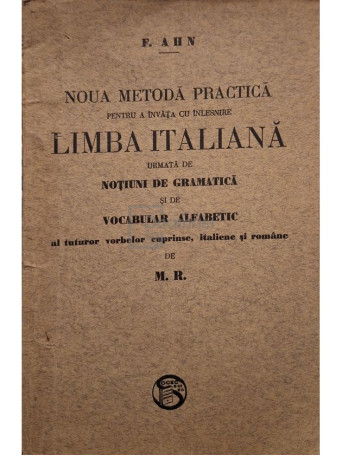 F. AHN
NOUA METODĂ PRACTICĂ
PENTRU A ÎNVĂȚA CU ÎNLESNIRE
LIMBA ITALIANĂ
URMATĂ DE
NOȚIUNI DE GRAMATICĂ
ȘI DE
VOCABULAR ALFABETIC
al tuturor vorbelor cuprinse, italiene și române
DE
M. R.